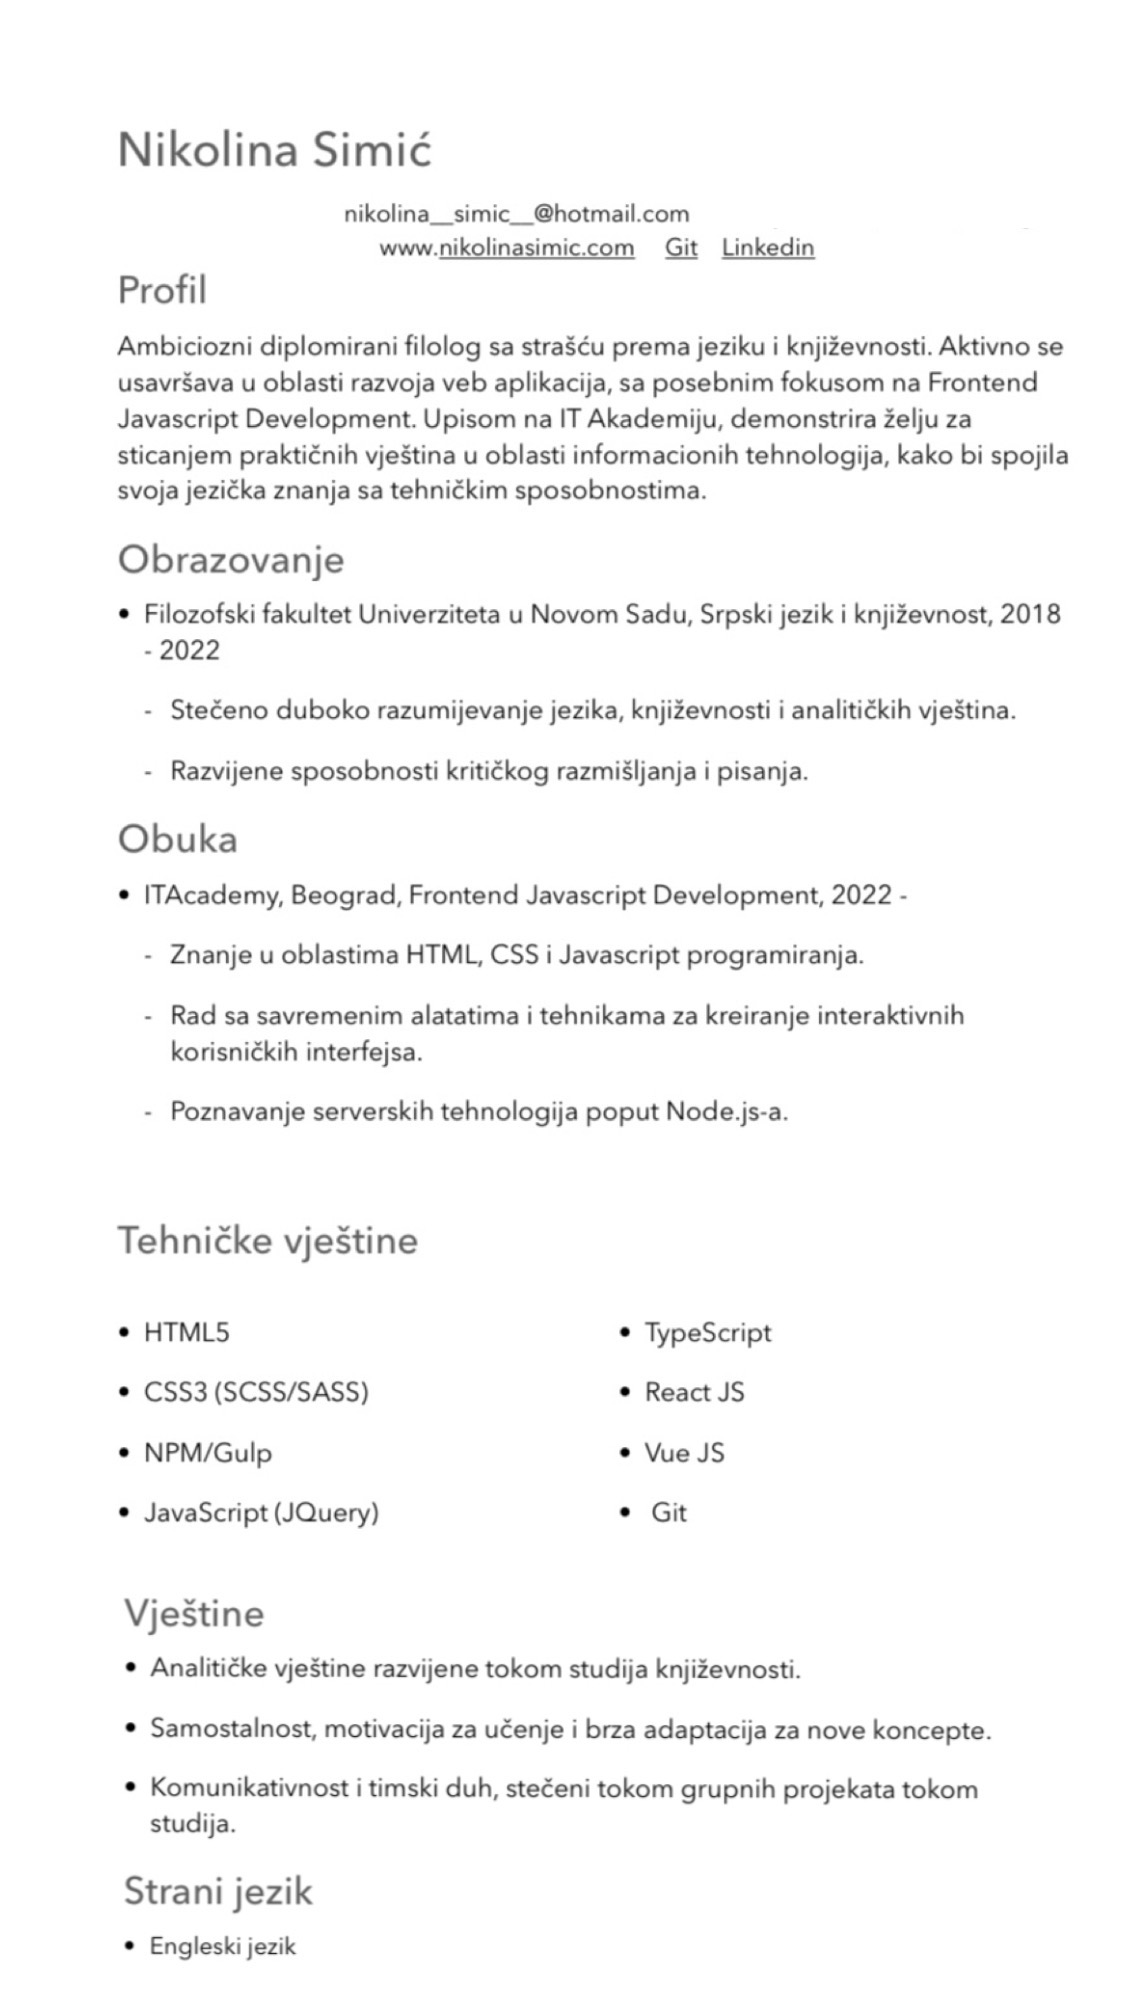 Nikolina Simić
nikolina__simic__@hotmail.com
www.nikolinasimic.com Git Linkedin
Profil
Ambiciozni diplomirani filolog sa strašću prema jeziku i književnosti. Aktivno se
usavršava u oblasti razvoja veb aplikacija, sa posebnim fokusom na Frontend
Javascript Development. Upisom na IT Akademiju, demonstrira želju za
sticanjem praktičnih vještina u oblasti informacionih tehnologija, kako bi spojila
svoja jezička znanja sa tehničkim sposobnostima.
Obrazovanje
• Filozofski fakultet Univerziteta u Novom Sadu, Srpski jezik i književnost, 2018
- 2022
- Stečeno duboko razumijevanje jezika, književnosti i analitičkih vještina.
- Razvijene sposobnosti kritičkog razmišljanja i pisanja.
Obuka
• ITAcademy, Beograd, Frontend Javascript Development, 2022 -
- Znanje u oblastima HTML, CSS i Javascript programiranja.
- Rad sa savremenim alatatima i tehnikama za kreiranje interaktivnih
korisničkih interfejsa.
- Poznavanje serverskih tehnologija poput Node.js-a.
Tehničke vještine
• HTML5
• CSS3 (SCSS/SASS)
• NPM/Gulp
• JavaScript (JQuery)
• TypeScript
• React JS
• Vue JS
• Git
Vještine
• Analitičke vještine razvijene tokom studija književnosti.
• Samostalnost, motivacija za učenje i brza adaptacija za nove koncepte.
• Komunikativnost i timski duh, stečeni tokom grupnih projekata tokom
studija.
Strani jezik
• Engleski jezik